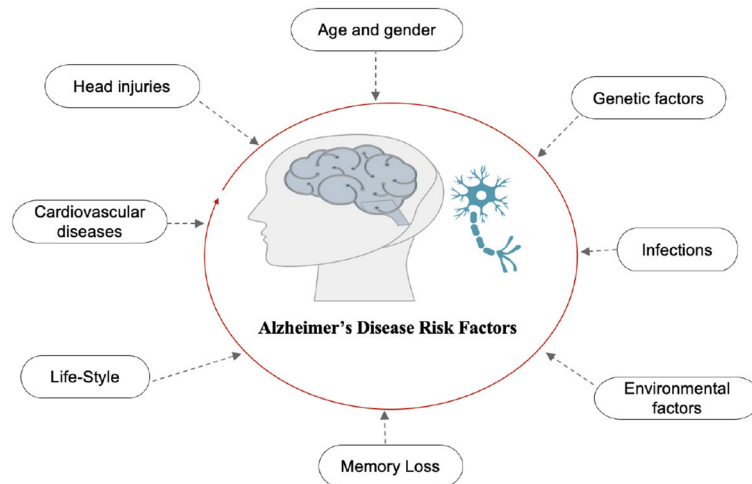 Age and gender
Head injuries
Genetic factors
Cardiovascular
diseases
Infections
Alzheimer's Disease Risk Factors
Life-Style
Environmental
factors
Memory Loss